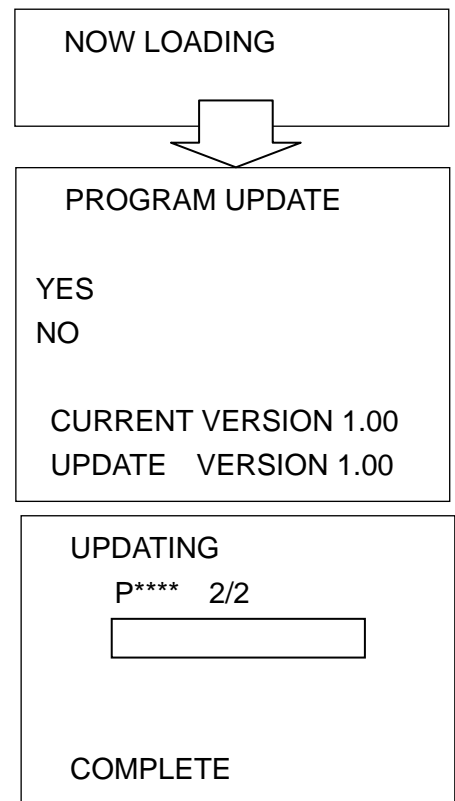 NOW LOADING
PROGRAM UPDATE
YES
NO
CURRENT VERSION 1.00
UPDATE VERSION 1.00
UPDATING
P**** 2/2
COMPLETE